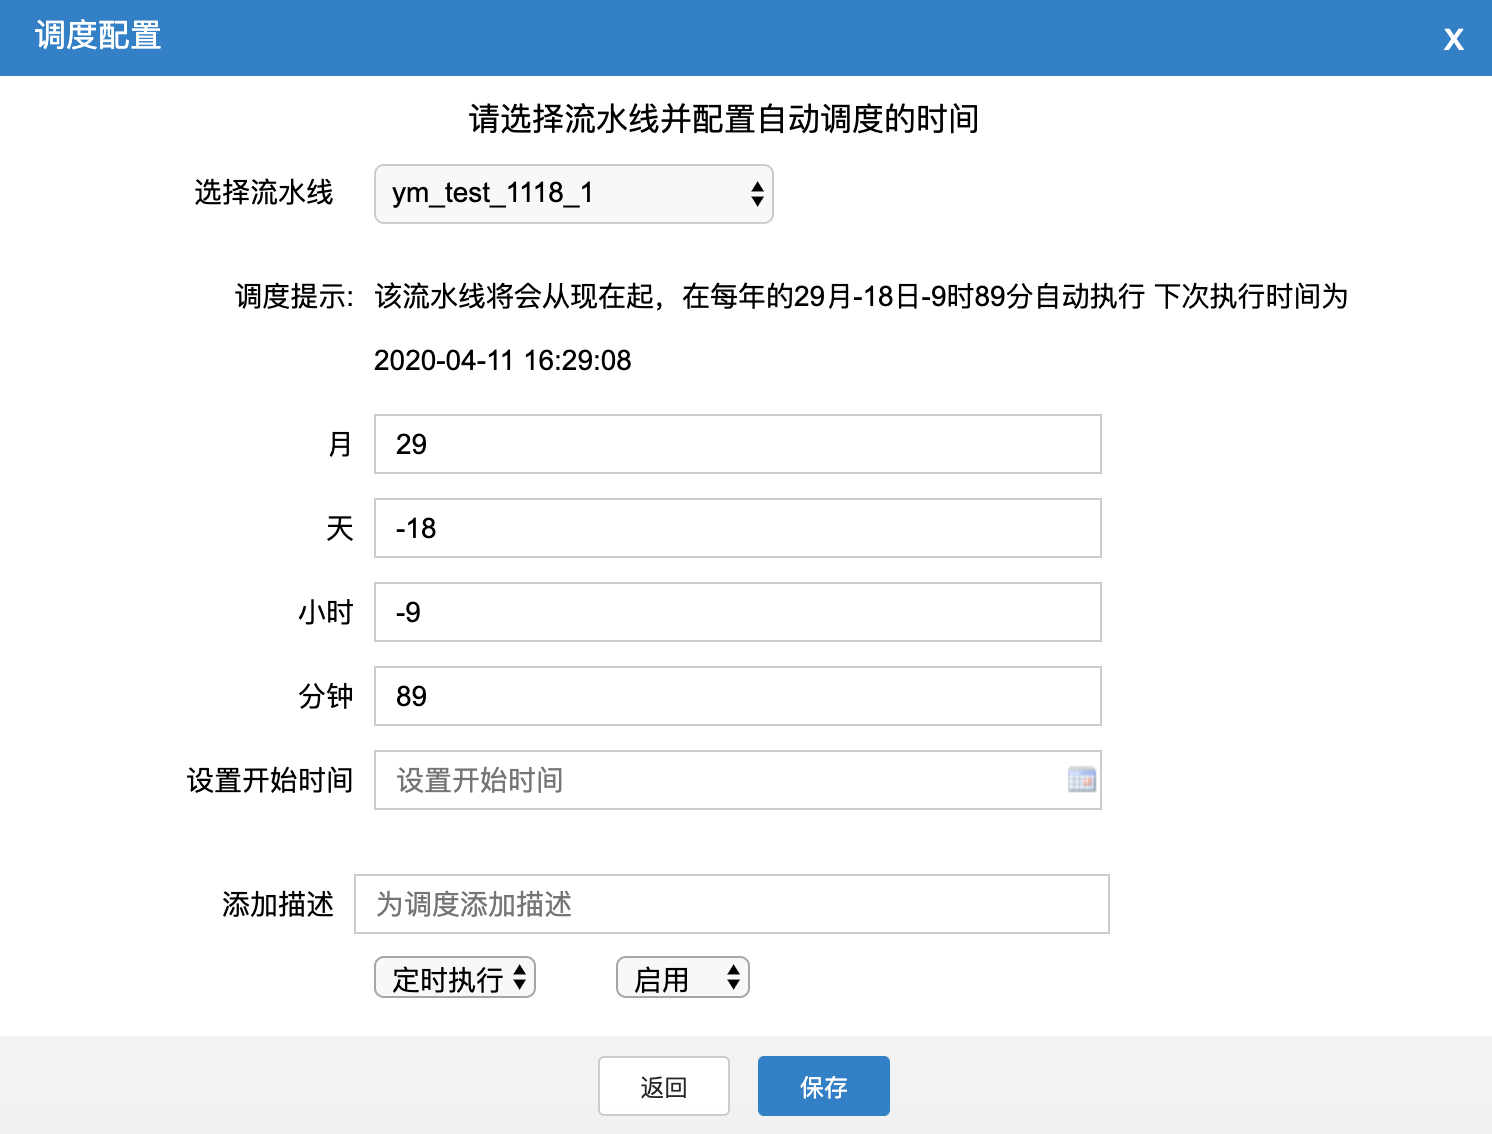 调度配置
X
请选择流水线并配置自动调度的时间
选择流水线 ym_test_1118_1
调度提示: 该流水线将会从现在起，在每年的29月-18日-9时89分自动执行 下次执行时间为
2020-04-11 16:29:08
月 29
天 -18
小时 -9
分钟 89
设置开始时间 设置开始时间
添加描述 为调度添加描述
定时执行 启用
返回 保存